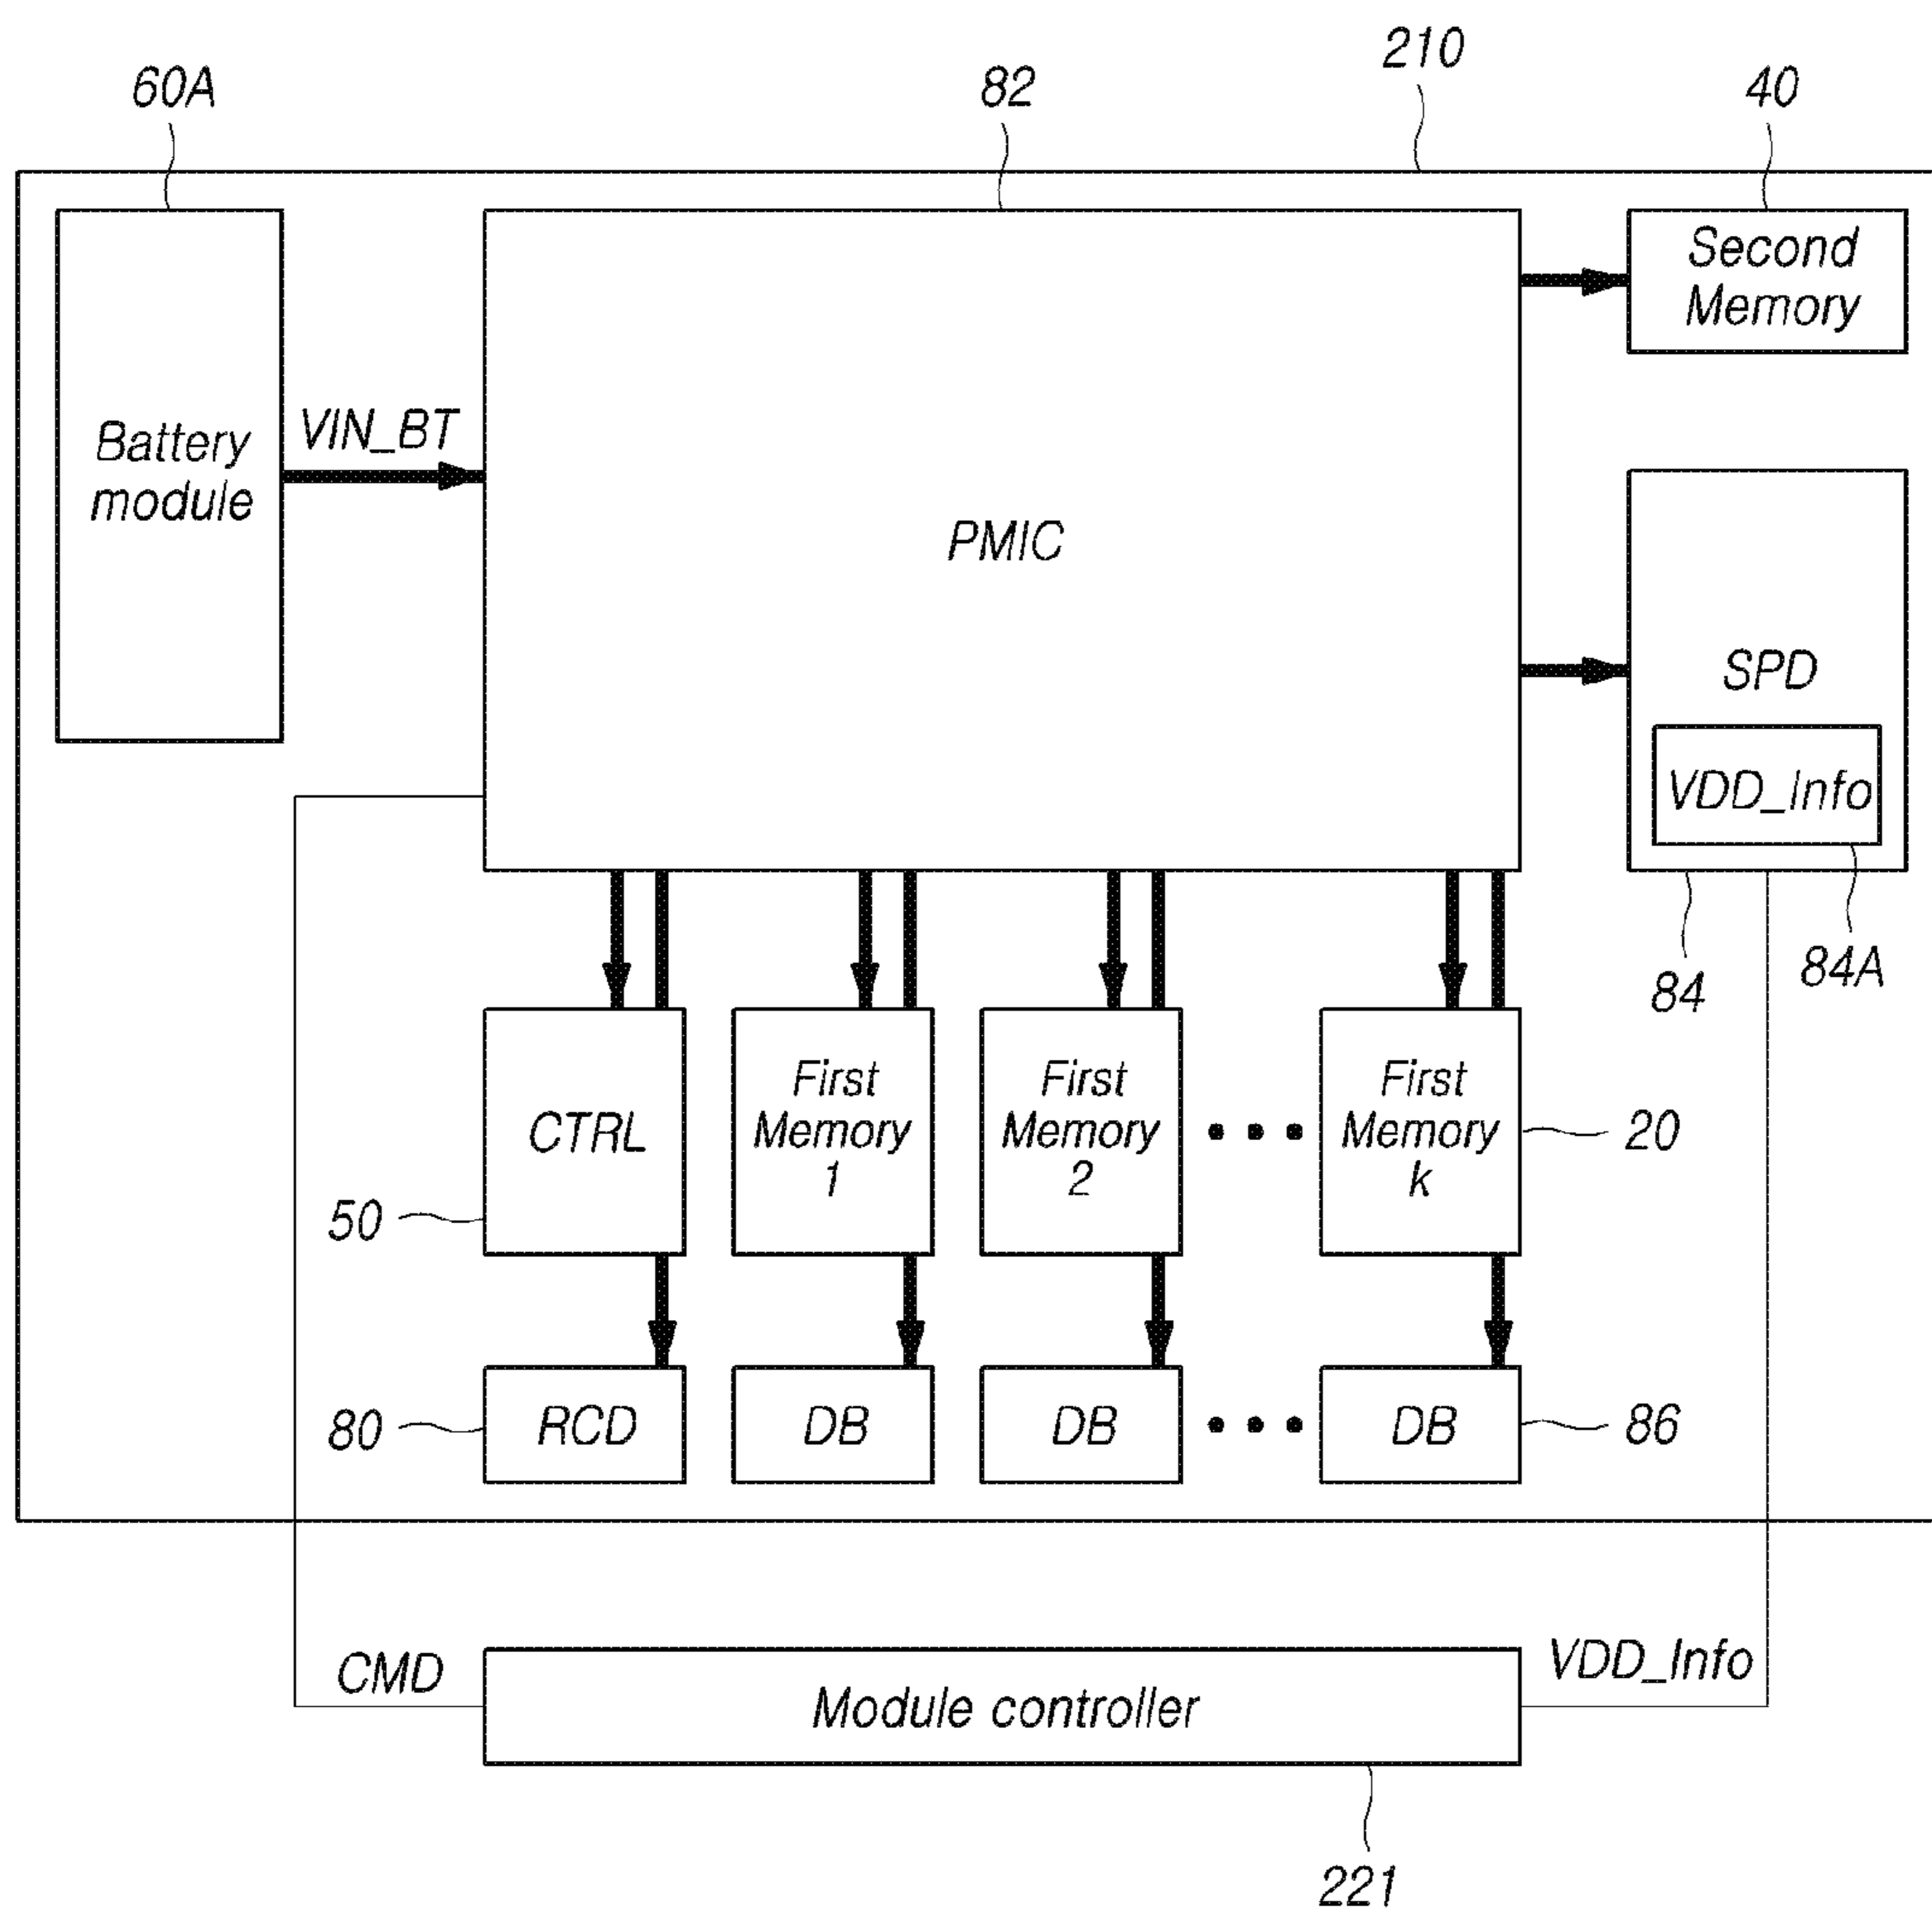 210
60A
82
40
Second
Memory
VIN_BT
Battery
module
PMIC
SPD
VDD_Info
84A
84
First
Memory
1
First
Memory
2
First
Memory
k
CTRL
20
50
RCD
DB
DB
DB
80
86
CMD
VDD_Info
Module controller
221